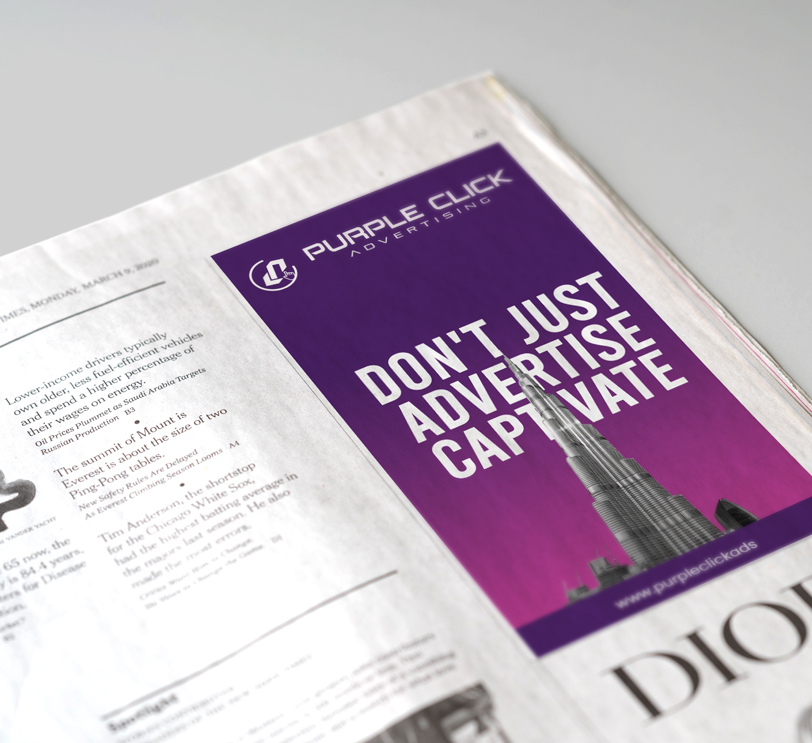 TIMES, MONDAY, MARCH 9, 2020
Lower-income drivers typically
own older, less fuel-efficient vehicles
and spend a higher percentage of
their wages on energy.
Oil Prices Plummet as Saudi Arabia Targets
Russian Production B3
The summit of Mount is
Everest is about the size of two
Ping-Pong tables.
New Safety Rules Are Delayed
As Everest Climbing Season Looms A4
Tim Anderson, the shortstop
for the Chicago White Sox,
had the highest batting average in
the majors last season. He also
made the most errors.
VANDER YACHT
65 now, the
is 84.4 years,
for Disease
Spotlight
PURPLE CLICK
ADVERTISING
DON'T JUST
ADVERTISE
CAPTIVATE
www.purpleclickads
DIOR